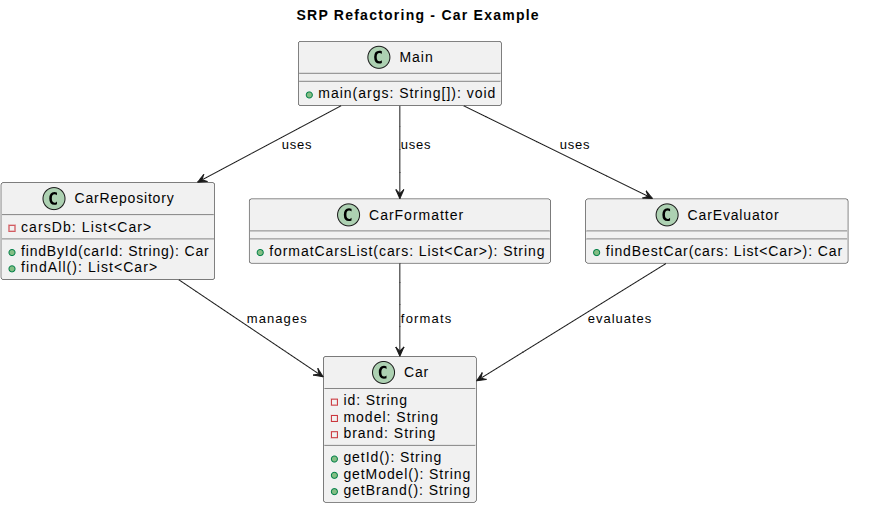 SRP Refactoring - Car Example
C Main
main(args: String[]): void
uses
uses
uses
C CarRepository
carsDb: List<Car>
findById(carId: String): Car
findAll(): List<Car>
C CarFormatter
formatCarsList(cars: List<Car>): String
C CarEvaluator
findBestCar(cars: List<Car>): Car
manages
formats
evaluates
C Car
id: String
model: String
brand: String
getId(): String
getModel(): String
getBrand(): String